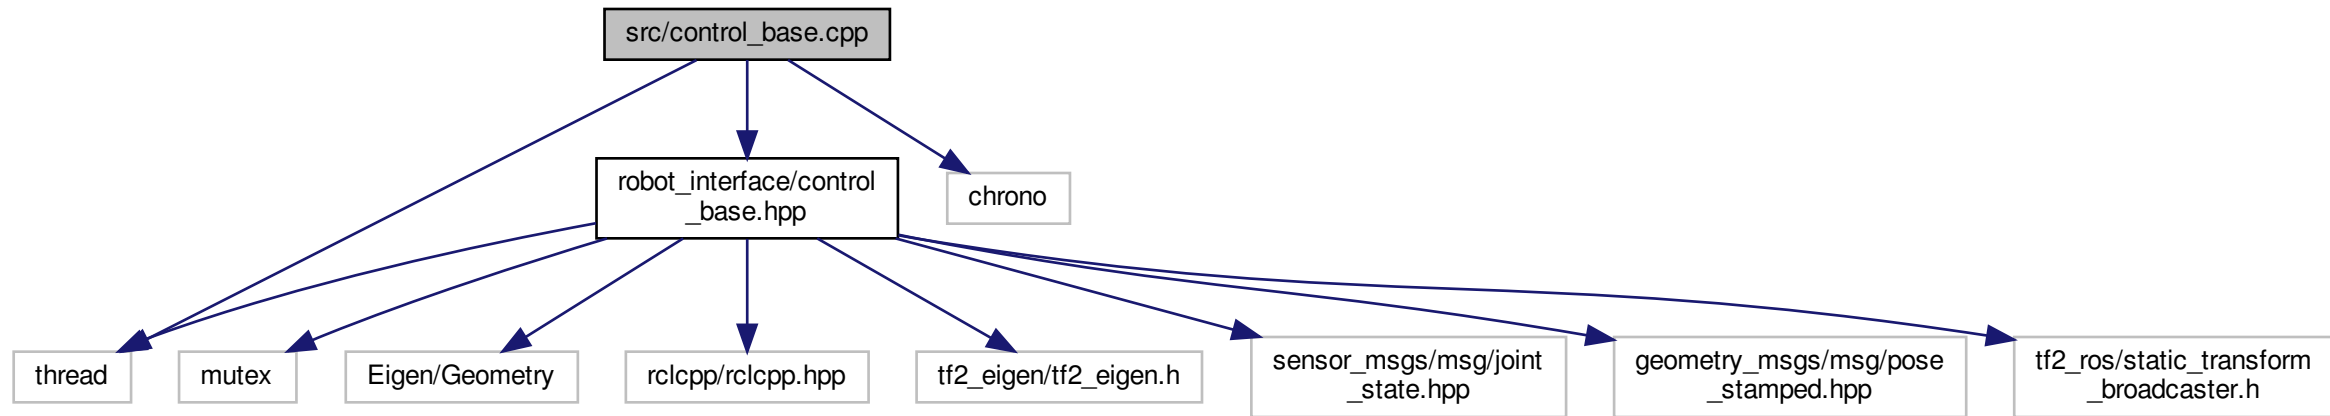 src/control_base.cpp
robot_interface/control
_base.hpp
chrono
thread
mutex
Eigen/Geometry
rclcpp/rclcpp.hpp
tf2_eigen/tf2_eigen.h
sensor_msgs/msg/joint
_state.hpp
geometry_msgs/msg/pose
_stamped.hpp
tf2_ros/static_transform
_broadcaster.h